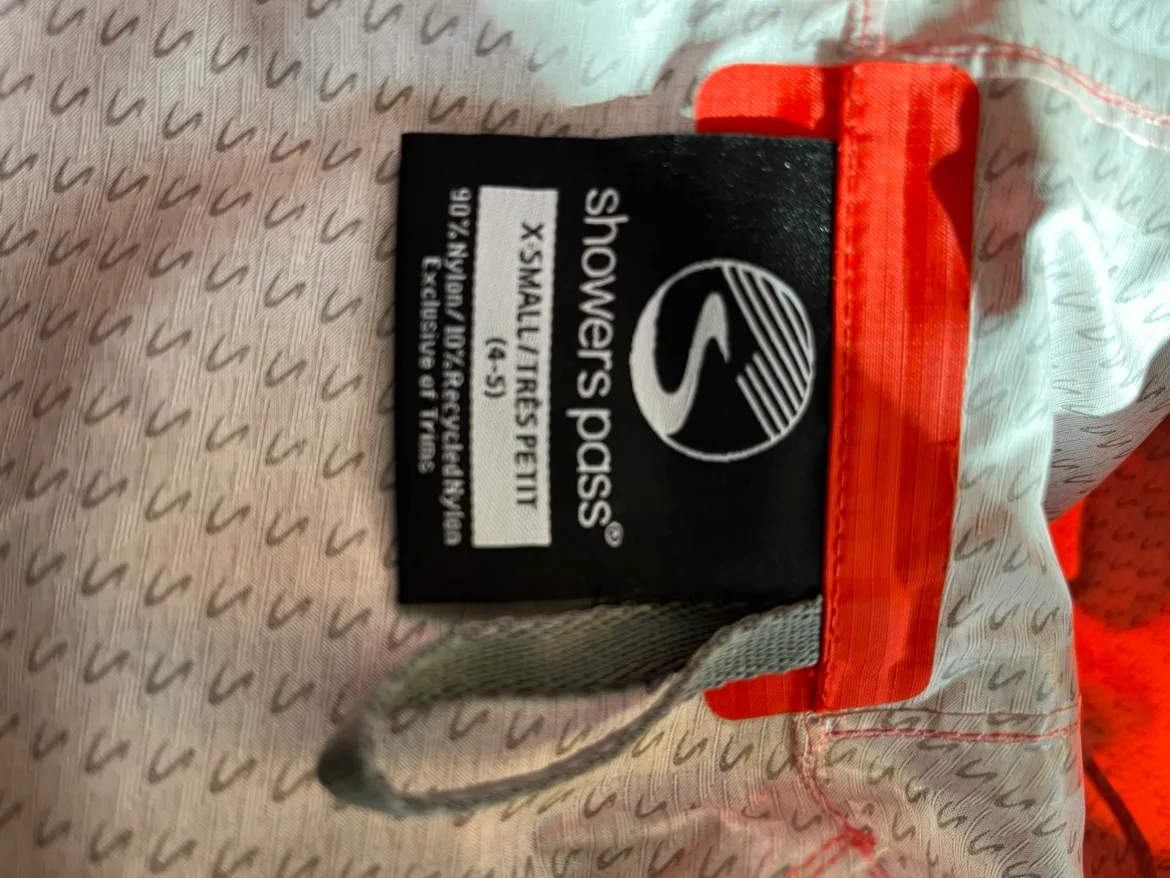 showers pass®
X-SMALL/TRÈS PETIT
(4-5)
90% Nylon/10% Recycled Nylon
Exclusive of Trims